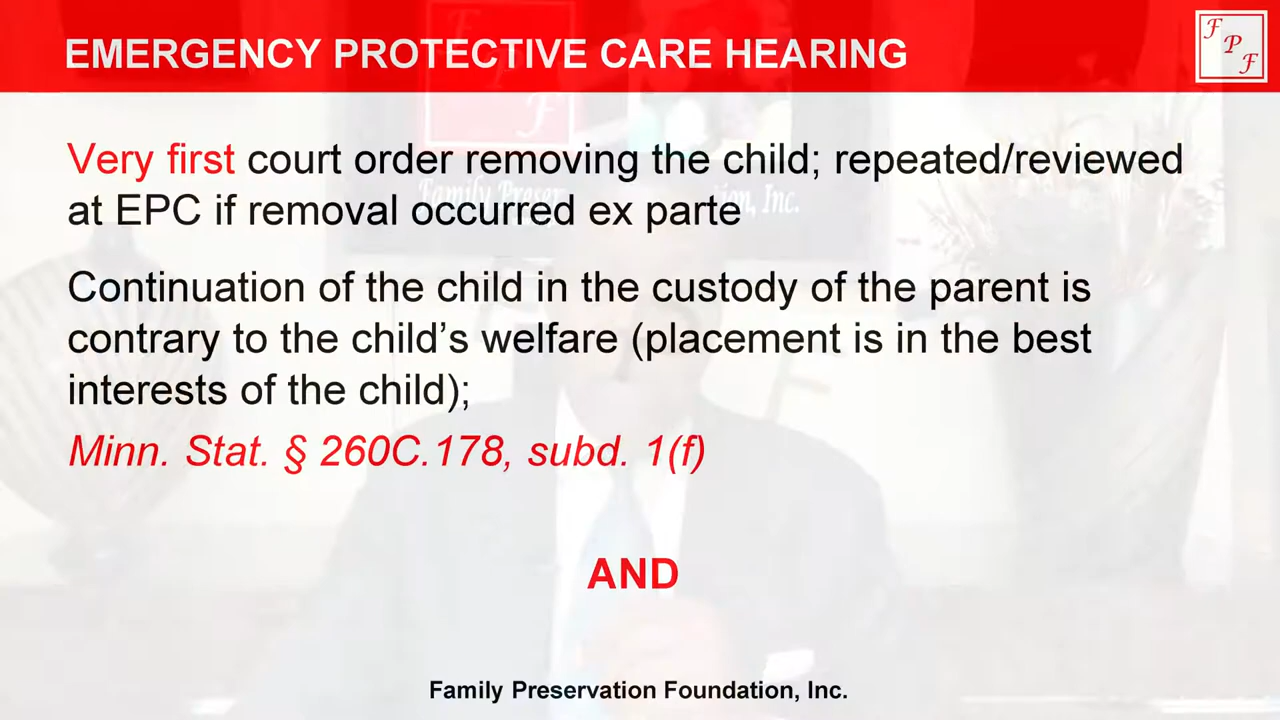 EMERGENCY PROTECTIVE CARE HEARING
F
P
F
Very first court order removing the child; repeated/reviewed
at EPC if removal occurred ex parte
Continuation of the child in the custody of the parent is
contrary to the child’s welfare (placement is in the best
interests of the child);
Minn. Stat. § 260C.178, subd. 1(f)
AND
Family Preservation Foundation, Inc.